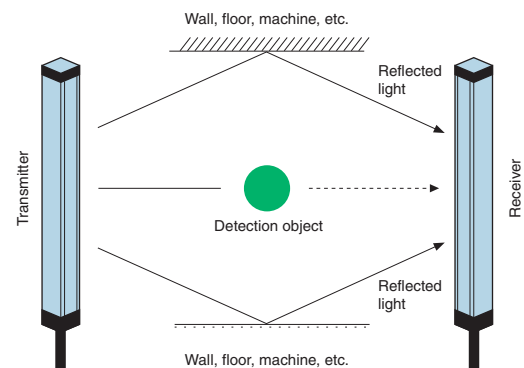 Wall, floor, machine, etc.
Reflected
light
Transmitter
Receiver
Detection object
Reflected
light
Wall, floor, machine, etc.